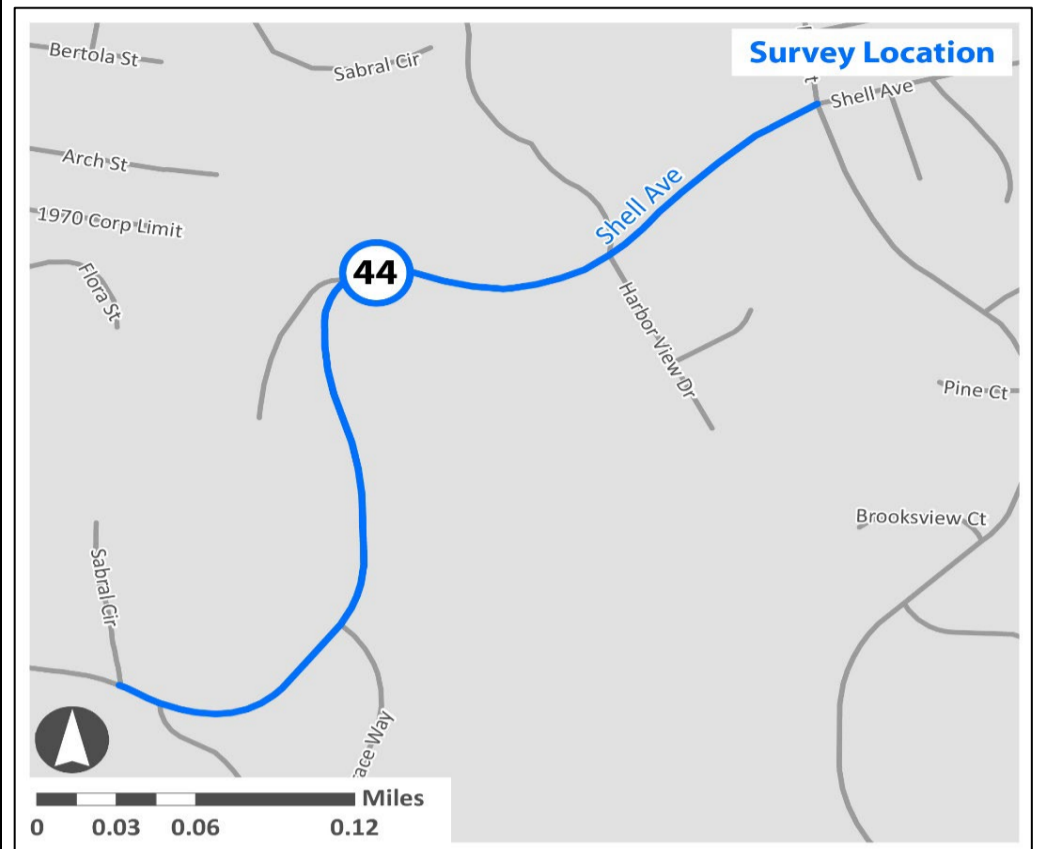 Survey Location
Bertola St
Sabral Cir
Shell Ave
Arch St
Shell Ave
1970 Corp Limit
44
Flora St
Harbor View Dr
Pine Ct
Brooksview Ct
Sabral Cir
Way
Miles
0 0.03 0.06 0.12